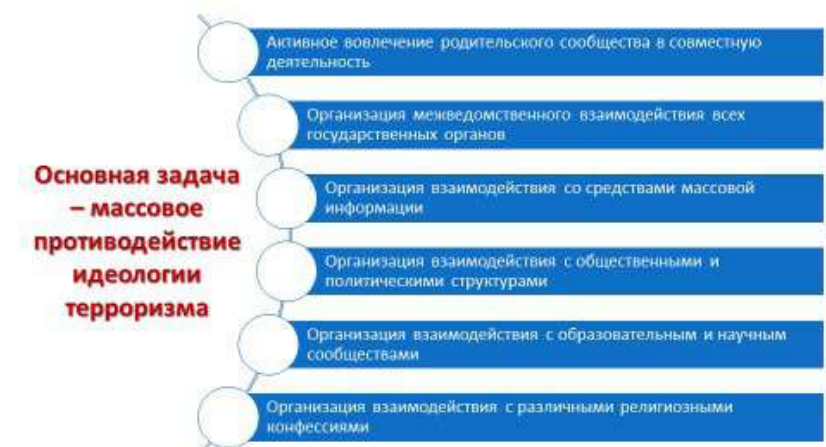 Активное вовлечение родительского сообщества в совместную
деятельность
Организация межведомственного взаимодействия всех
государственных органов
Основная задача
– массовое
противодействие
идеологии
терроризма
Организация взаимодействия со средствами массовой
информации
Организация взаимодействия с общественными и
политическими структурами
Организация взаимодействия с образовательным и научным
сообществами
Организация взаимодействия с различными религиозными
конфессиями